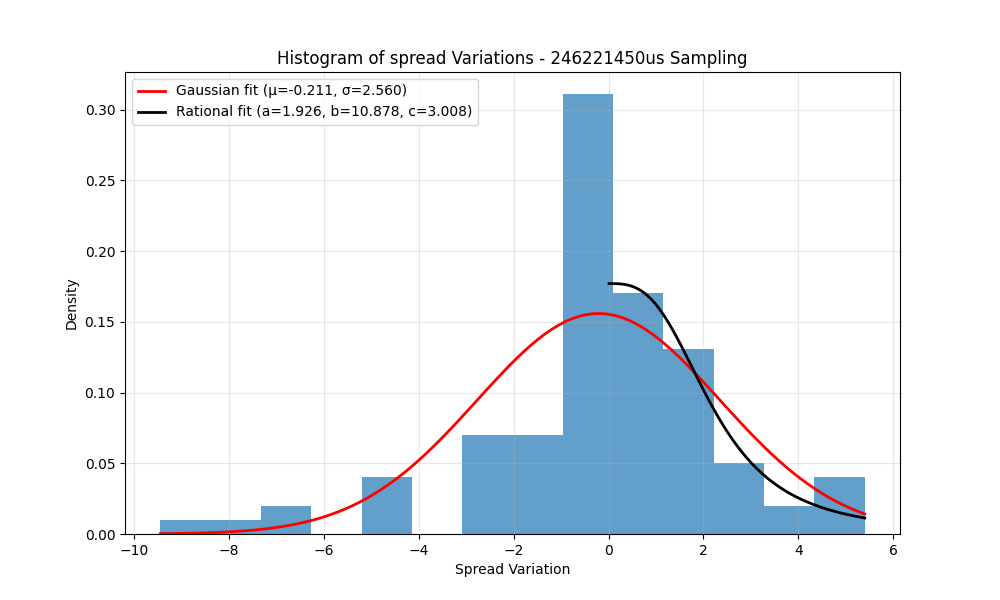 Histogram of spread Variations - 246221450us Sampling
Gaussian fit (μ=-0.211, σ=2.560)
Rational fit (a=1.926, b=10.878, c=3.008)
Density
0.30
0.25
0.20
0.15
0.10
0.05
0.00
−10 −8 −6 −4 −2 0 2 4 6
Spread Variation